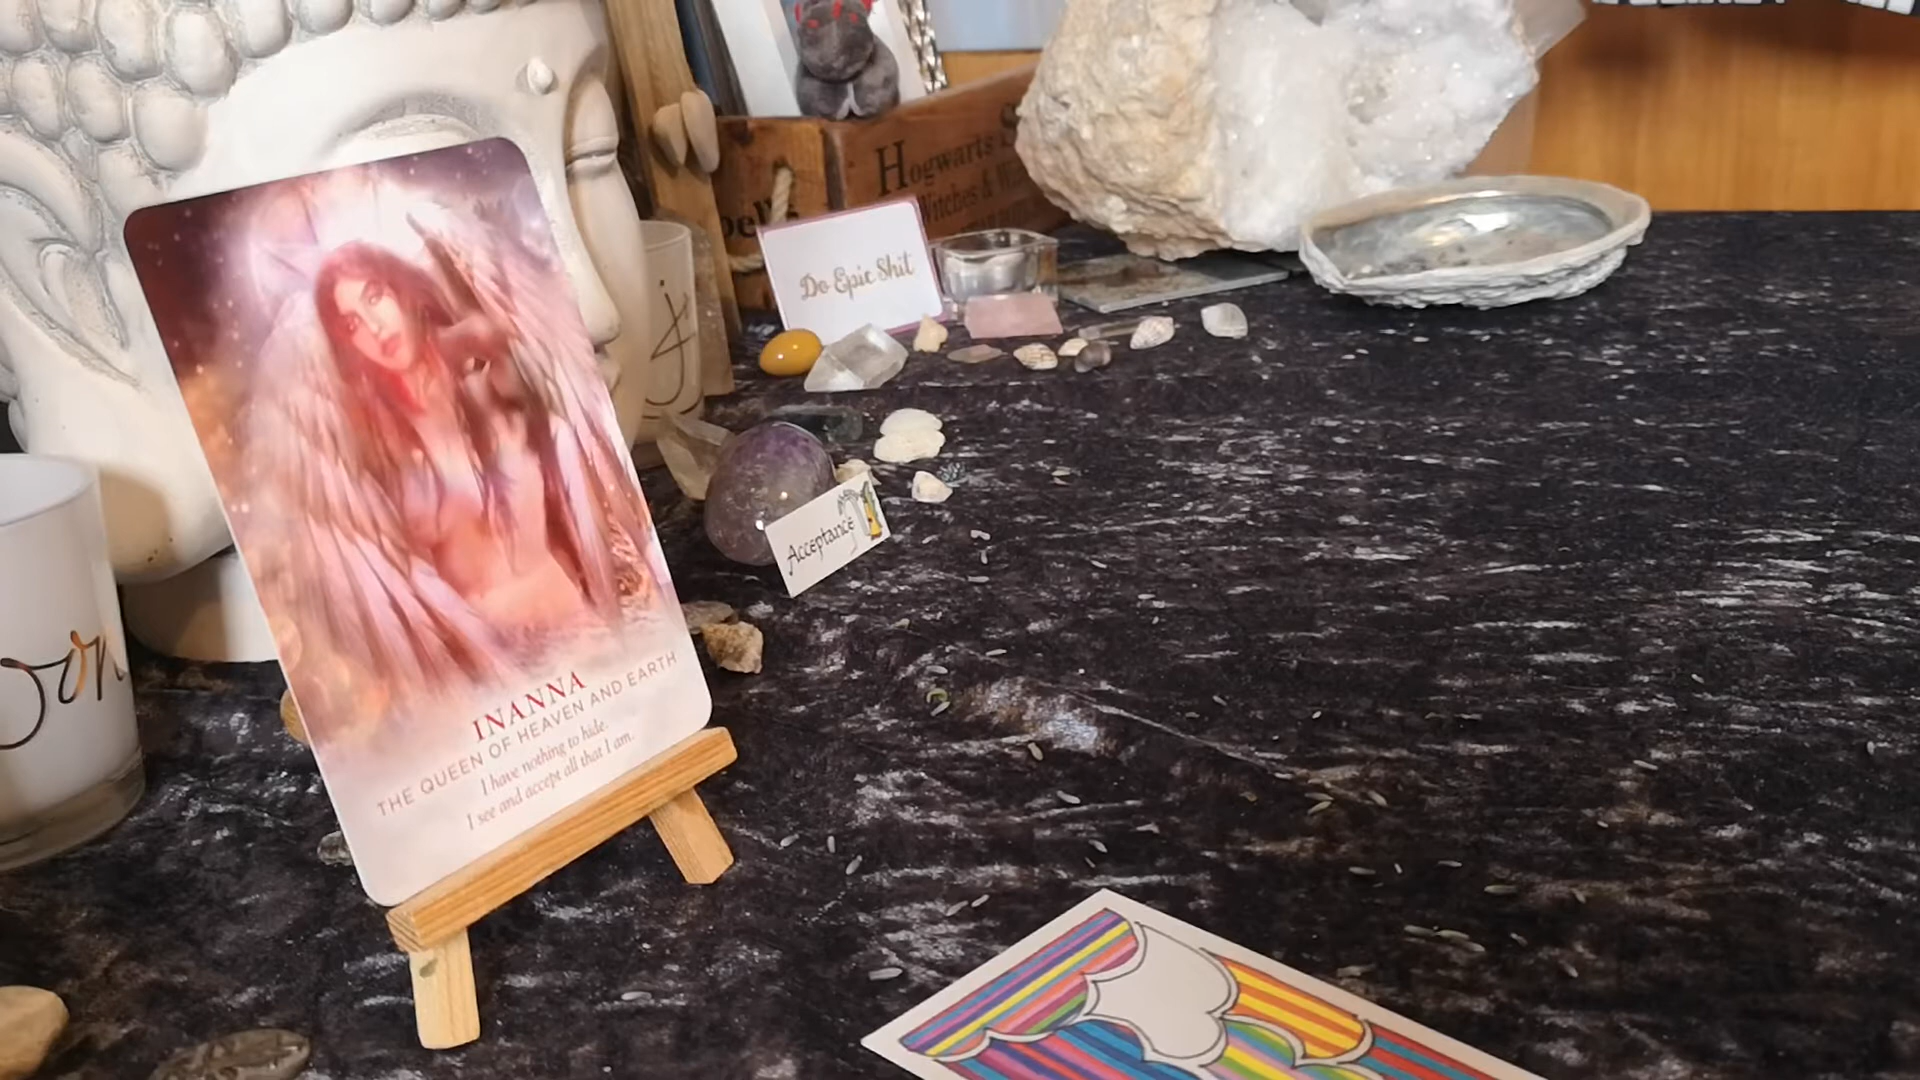 Hogwarts S
Witches & W
Do Epic Shit
Acceptance
INANNA
THE QUEEN OF HEAVEN AND EARTH
I have nothing to hide.
I see and accept all that I am.